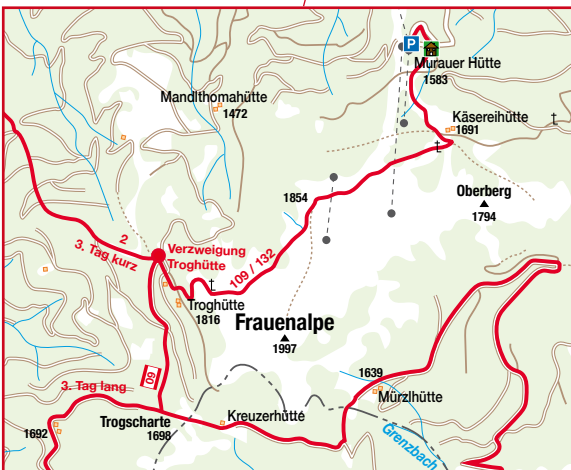 P
Murauer Hütte
1583
Mandlthomahütte
1472
Käsereihütte
1691
Oberberg
1794
1854
2
3. Tag kurz
Verzweigung
Troghütte
109 / 132
Troghütte
1816
Frauenalpe
1997
09
3. Tag lang
1639
Mürzlhütte
Trogscharte
1698
Kreuzerhütte
1692
Grenzbach